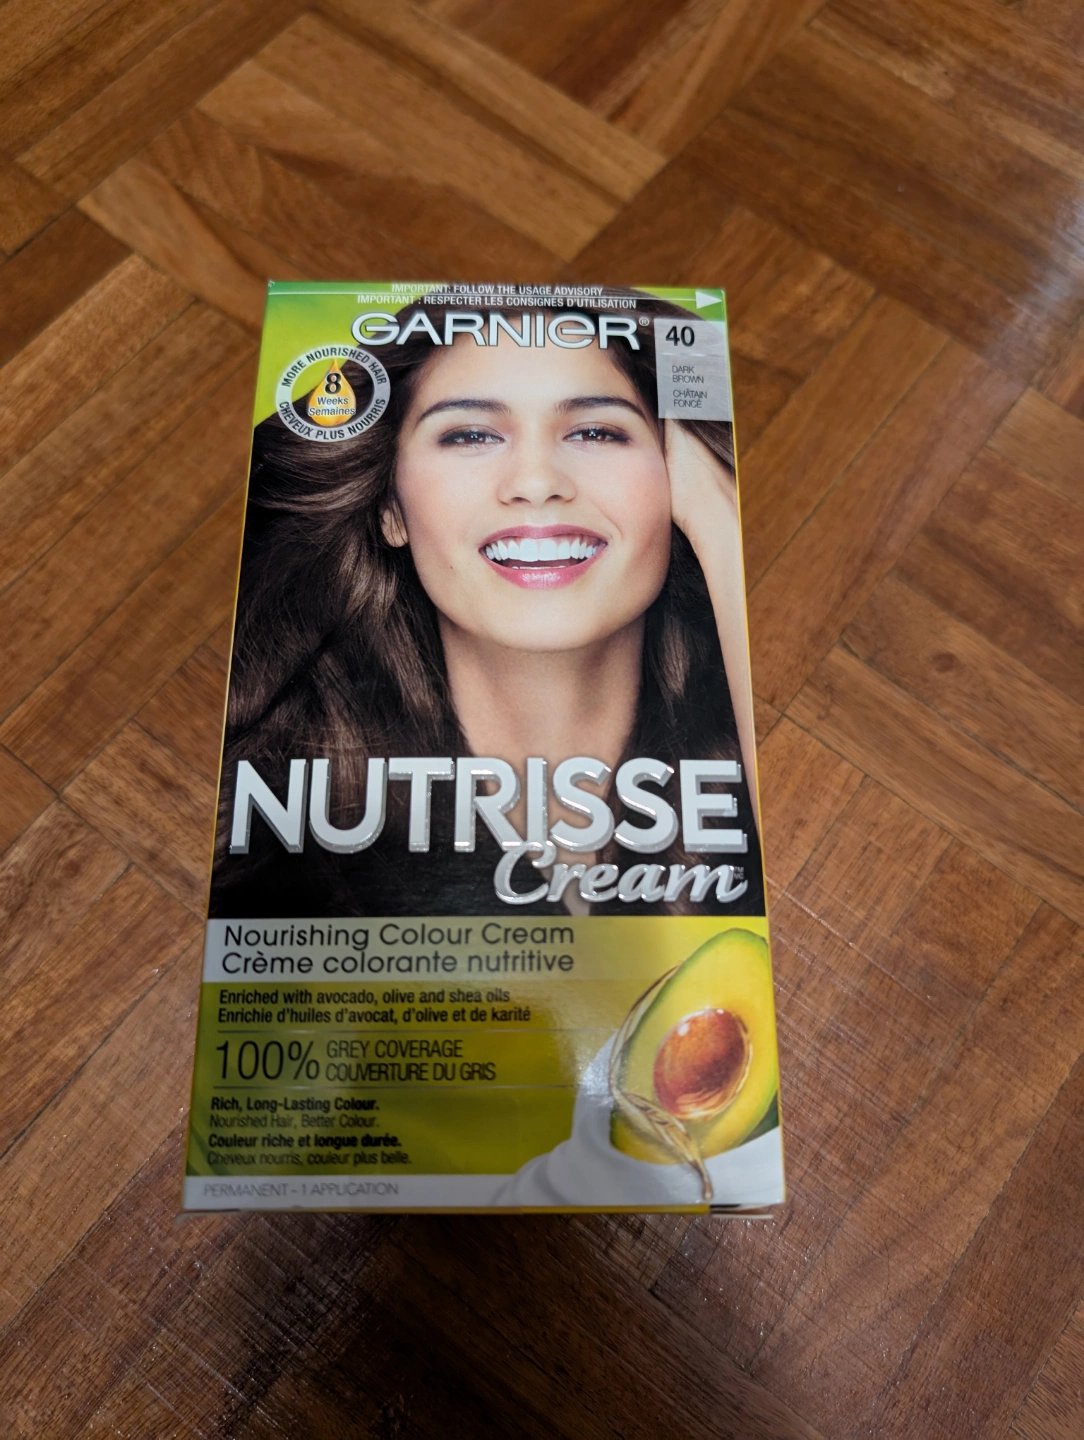 IMPORTANT: FOLLOW THE USAGE ADVISORY
IMPORTANT : RESPECTER LES CONSIGNES D'UTILISATION
GARNIER®
40
DARK
BROWN
CHÂTAIN
FONCÉ
MORE NOURISHED HAIR
8
Weeks
Semaines
CHEVEUX PLUS NOURRIS
NUTRISSE
Cream
Nourishing Colour Cream
Crème colorante nutritive
Enriched with avocado, olive and shea oils
Enrichie d'huiles d'avocat, d'olive et de karité
100% GREY COVERAGE
COUVERTURE DU GRIS
Rich, Long-Lasting Colour.
Nourished Hair, Better Colour.
Couleur riche et longue durée.
Cheveux nourris, couleur plus belle.
PERMANENT – 1 APPLICATION